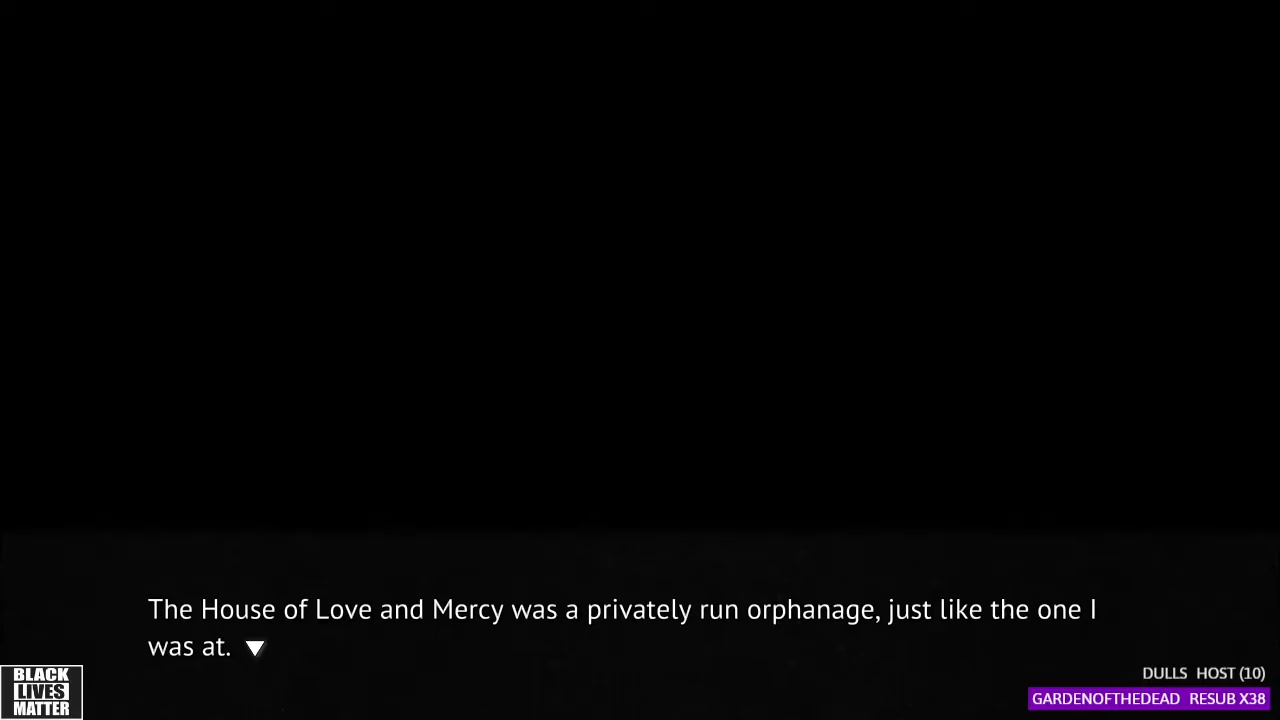 The House of Love and Mercy was a privately run orphanage, just like the one I
was at.
BLACK
LIVES
MATTER
DULLS HOST (10)
GARDENOFTHEDEAD RESUB X38